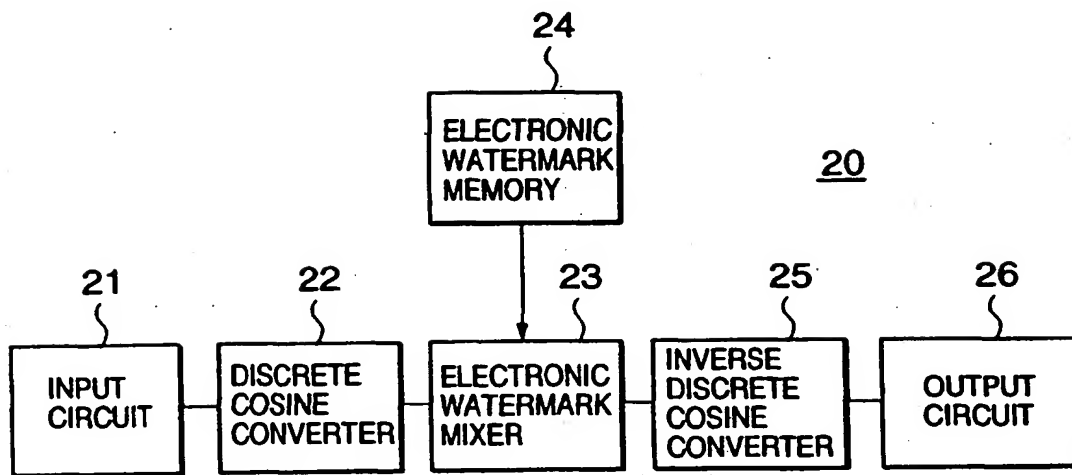 24
ELECTRONIC
WATERMARK
MEMORY
20
21
INPUT
CIRCUIT
22
DISCRETE
COSINE
CONVERTER
23
ELECTRONIC
WATERMARK
MIXER
25
INVERSE
DISCRETE
COSINE
CONVERTER
26
OUTPUT
CIRCUIT